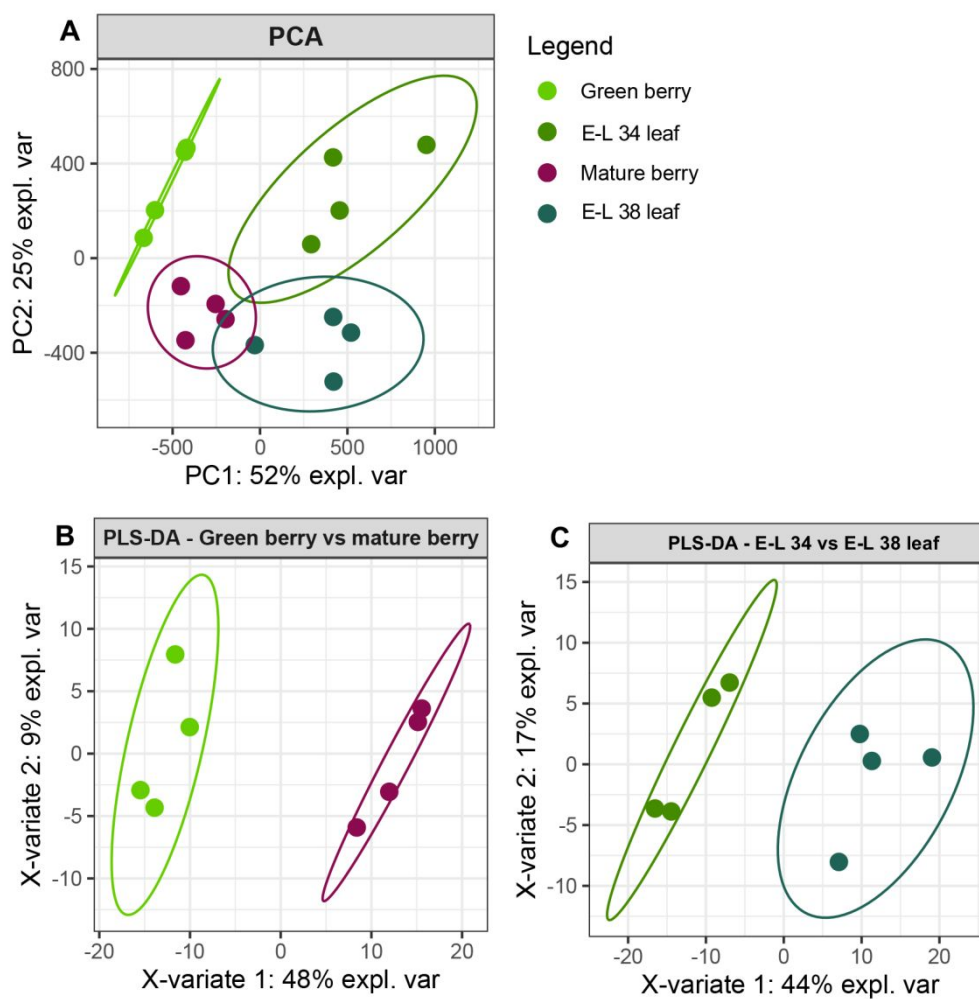 A
PCA
800
400
0
-400
-500
0
500
1000
PC2: 25% expl. var
PC1: 52% expl. var
Legend
Green berry
E-L 34 leaf
Mature berry
E-L 38 leaf
B
PLS-DA - Green berry vs mature berry
15
10
5
0
-5
-10
-20
-10
0
10
20
X-variate 2: 9% expl. var
X-variate 1: 48% expl. var
C
PLS-DA - E-L 34 vs E-L 38 leaf
15
10
5
0
-5
-10
-20
-10
0
10
20
X-variate 2: 17% expl. var
X-variate 1: 44% expl. var